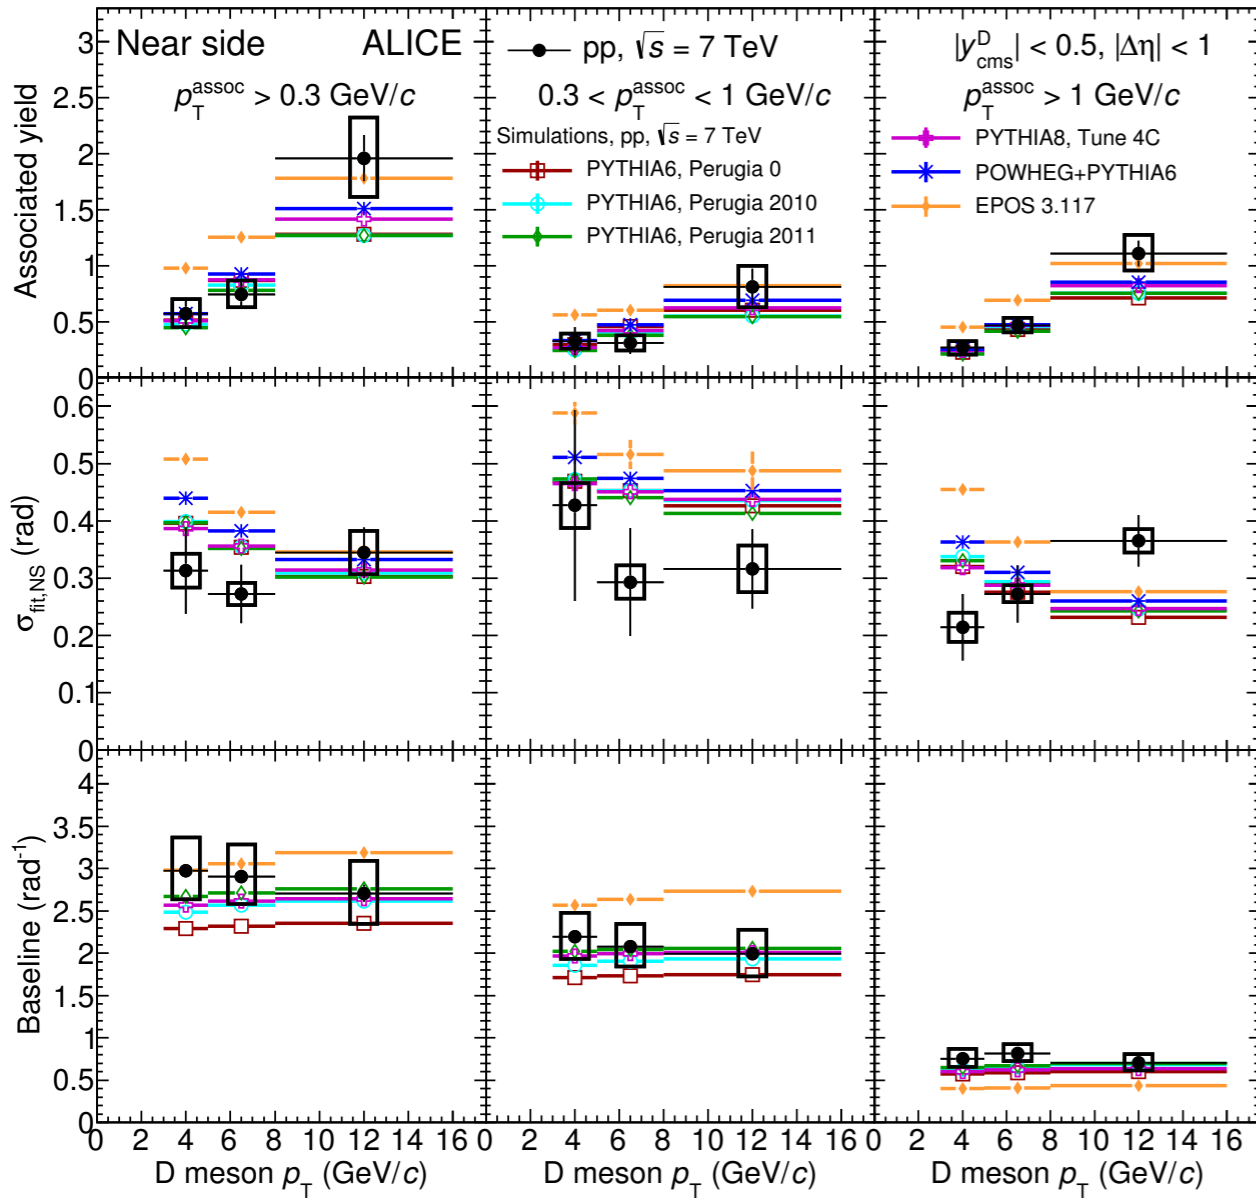 Near side ALICE
pp, √s = 7 TeV
|y^D_cms| < 0.5, |Δη| < 1
p_T^assoc > 0.3 GeV/c
0.3 < p_T^assoc < 1 GeV/c
p_T^assoc > 1 GeV/c
Simulations, pp, √s = 7 TeV
PYTHIA6, Perugia 0
PYTHIA6, Perugia 2010
PYTHIA6, Perugia 2011
PYTHIA8, Tune 4C
POWHEG+PYTHIA6
EPOS 3.117
Associated yield
3
2.5
2
1.5
1
0.5
0
σ_fit,NS (rad)
0.6
0.5
0.4
0.3
0.2
0.1
0
Baseline (rad⁻¹)
4
3.5
3
2.5
2
1.5
1
0.5
0
0 2 4 6 8 10 12 14 16
0 2 4 6 8 10 12 14 16
0 2 4 6 8 10 12 14 16
D meson p_T (GeV/c)
D meson p_T (GeV/c)
D meson p_T (GeV/c)